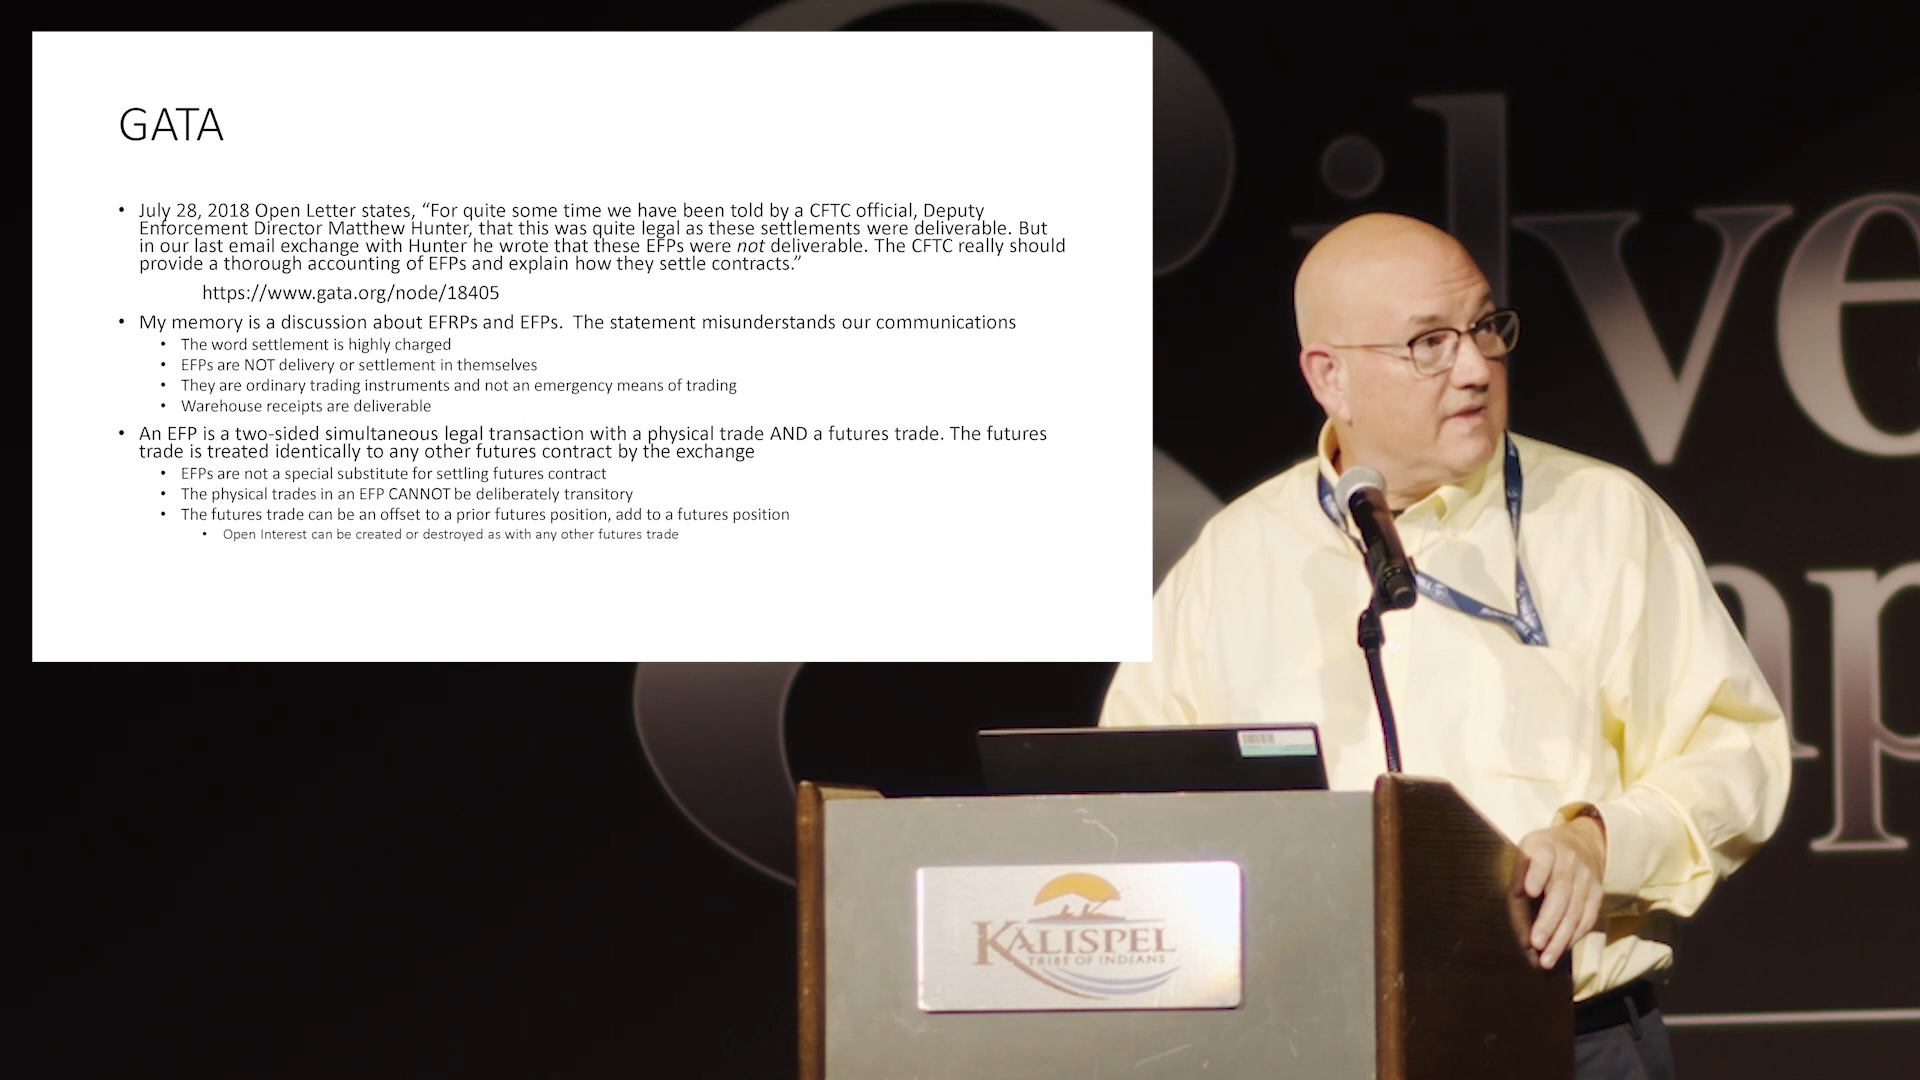 GATA
• July 28, 2018 Open Letter states, “For quite some time we have been told by a CFTC official, Deputy
Enforcement Director Matthew Hunter, that this was quite legal as these settlements were deliverable. But
in our last email exchange with Hunter he wrote that these EFPs were not deliverable. The CFTC really should
provide a thorough accounting of EFPs and explain how they settle contracts.”
https://www.gata.org/node/18405
• My memory is a discussion about EFRPs and EFPs. The statement misunderstands our communications
• The word settlement is highly charged
• EFPs are NOT delivery or settlement in themselves
• They are ordinary trading instruments and not an emergency means of trading
• Warehouse receipts are deliverable
• An EFP is a two-sided simultaneous legal transaction with a physical trade AND a futures trade. The futures
trade is treated identically to any other futures contract by the exchange
• EFPs are not a special substitute for settling futures contract
• The physical trades in an EFP CANNOT be deliberately transitory
• The futures trade can be an offset to a prior futures position, add to a futures position
• Open Interest can be created or destroyed as with any other futures trade
KALISPEL
TRIBE OF INDIANS